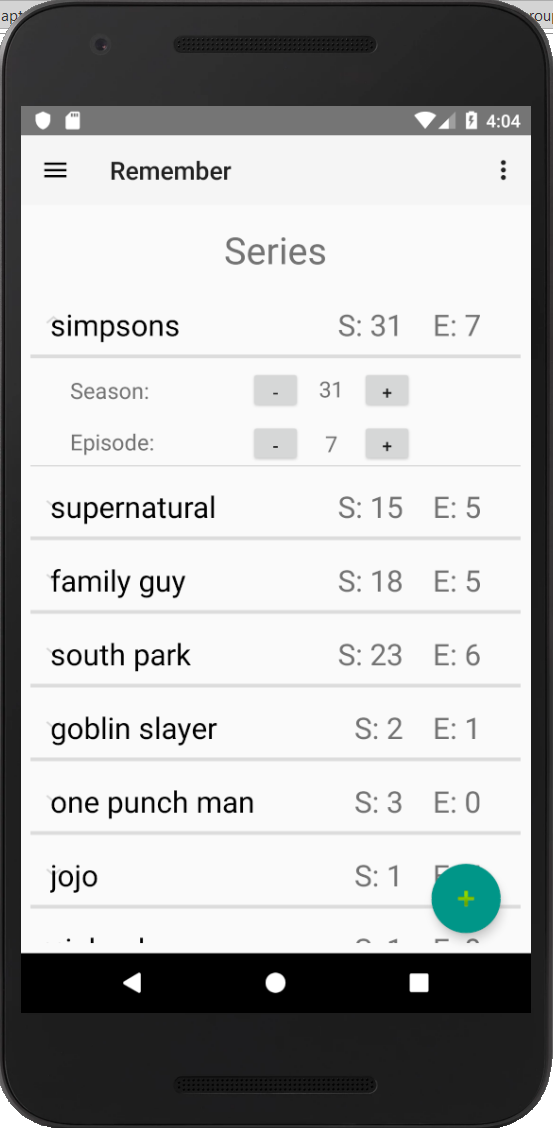 4:04
Remember
Series
simpsons S: 31 E: 7
Season: - 31 +
Episode: - 7 +
supernatural S: 15 E: 5
family guy S: 18 E: 5
south park S: 23 E: 6
goblin slayer S: 2 E: 1
one punch man S: 3 E: 0
jojo S: 1
+